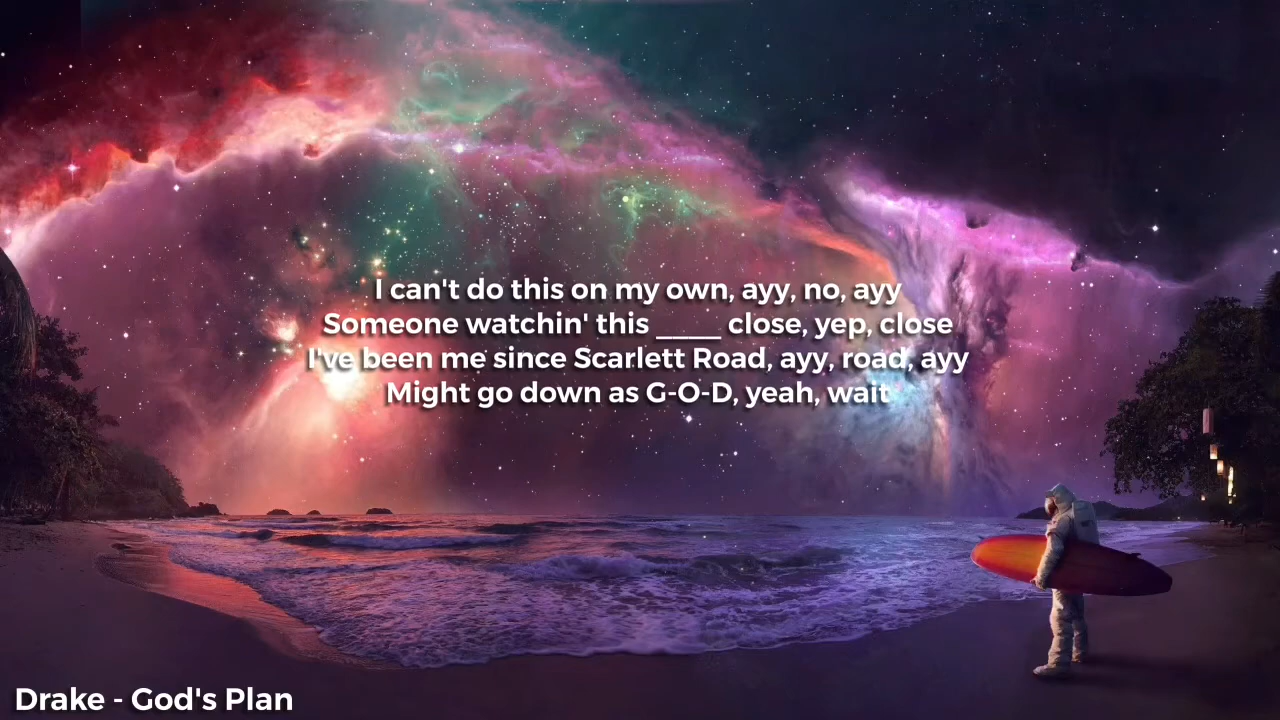 I can't do this on my own, ayy, no, ayy
Someone watchin' this ____ close, yep, close
I've been me since Scarlett Road, ayy, road, ayy
Might go down as G-O-D, yeah, wait
Drake - God's Plan